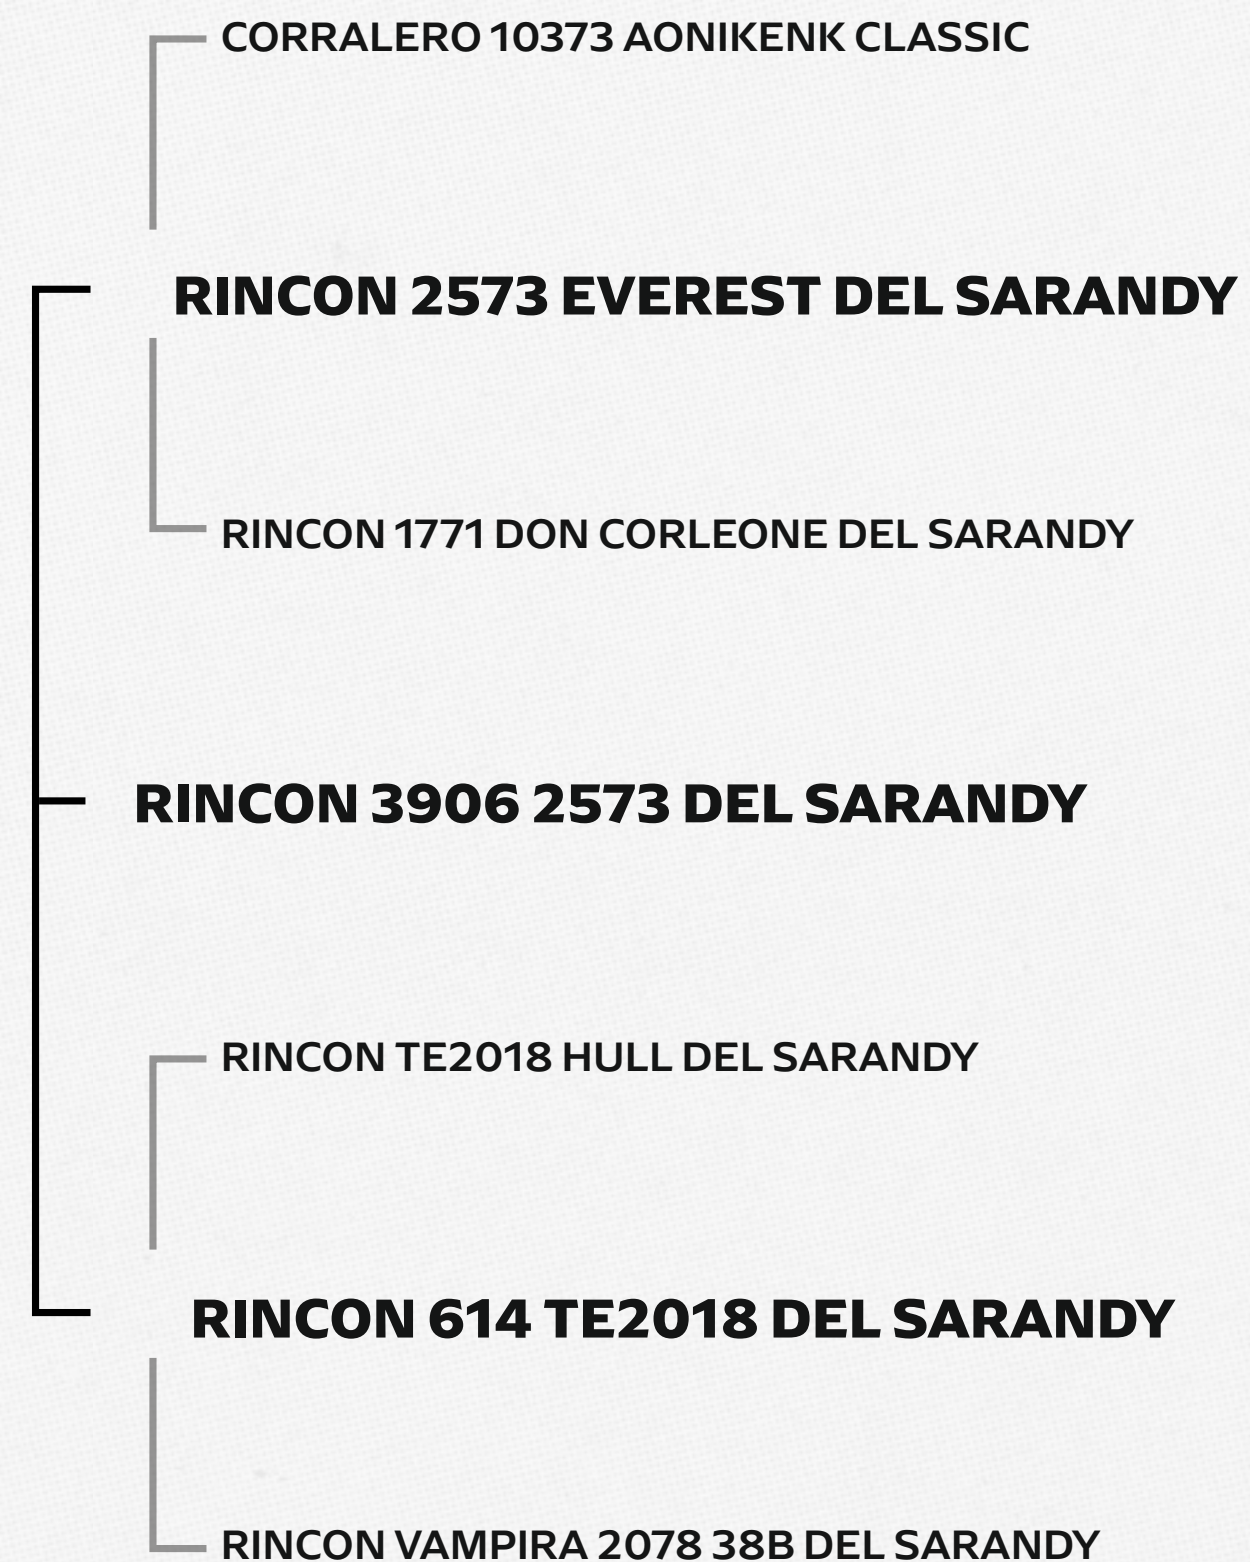 CORRALERO 10373 AONIKENK CLASSIC
RINCON 2573 EVEREST DEL SARANDY
RINCON 1771 DON CORLEONE DEL SARANDY
RINCON 3906 2573 DEL SARANDY
RINCON TE2018 HULL DEL SARANDY
RINCON 614 TE2018 DEL SARANDY
RINCON VAMPIRA 2078 38B DEL SARANDY